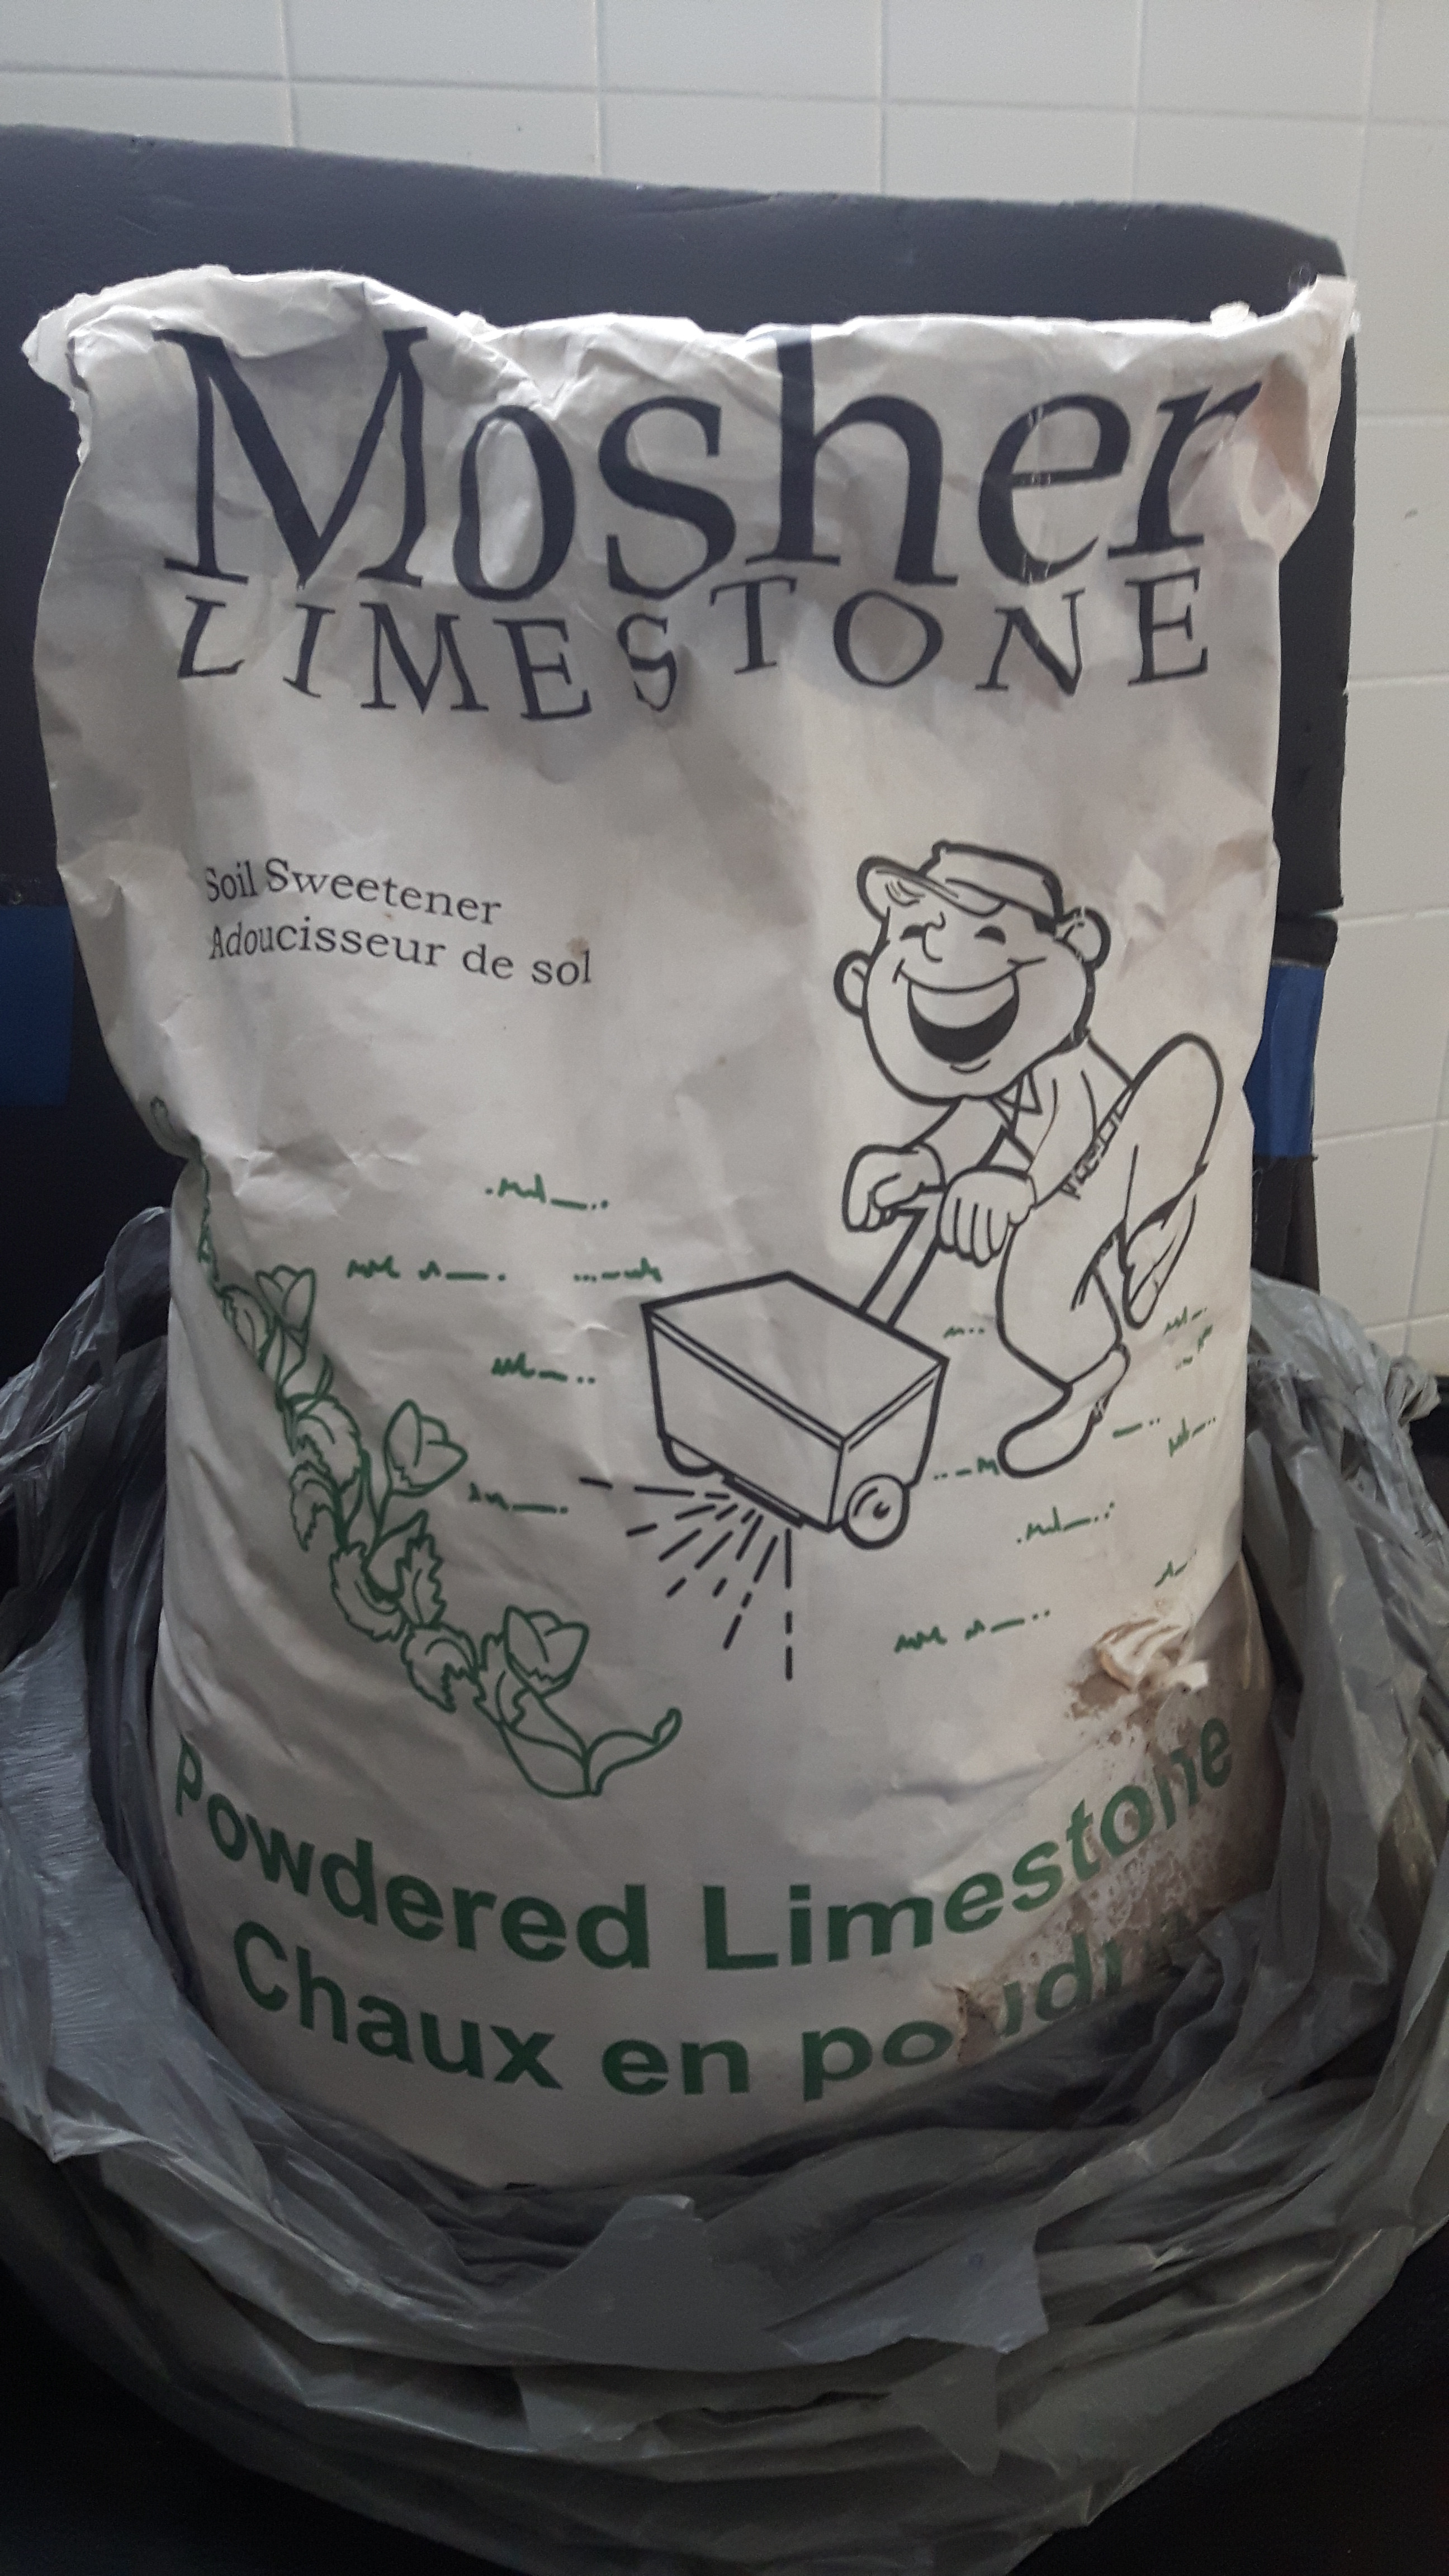 Mosher
LIMESTONE
Soil Sweetener
Adoucisseur de sol
Powdered Limestone
Chaux en